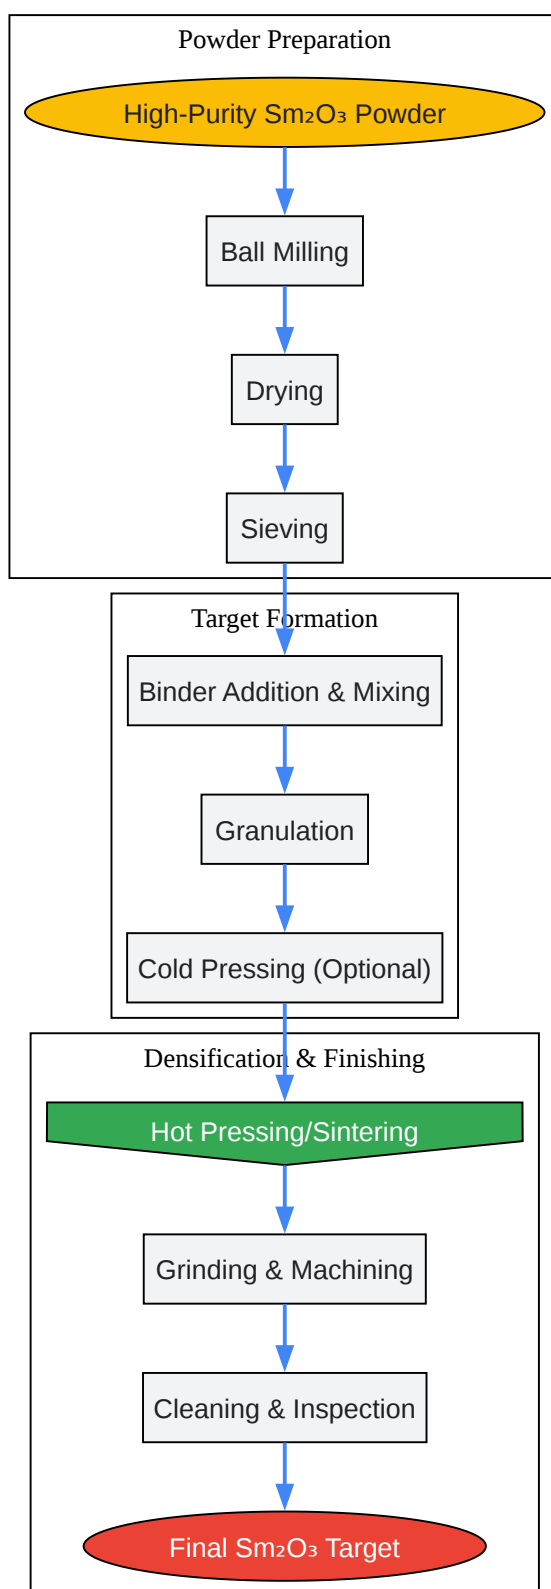 Powder Preparation
High-Purity Sm₂O₃ Powder
Ball Milling
Drying
Sieving
Target Formation
Binder Addition & Mixing
Granulation
Cold Pressing (Optional)
Densification & Finishing
Hot Pressing/Sintering
Grinding & Machining
Cleaning & Inspection
Final Sm₂O₃ Target